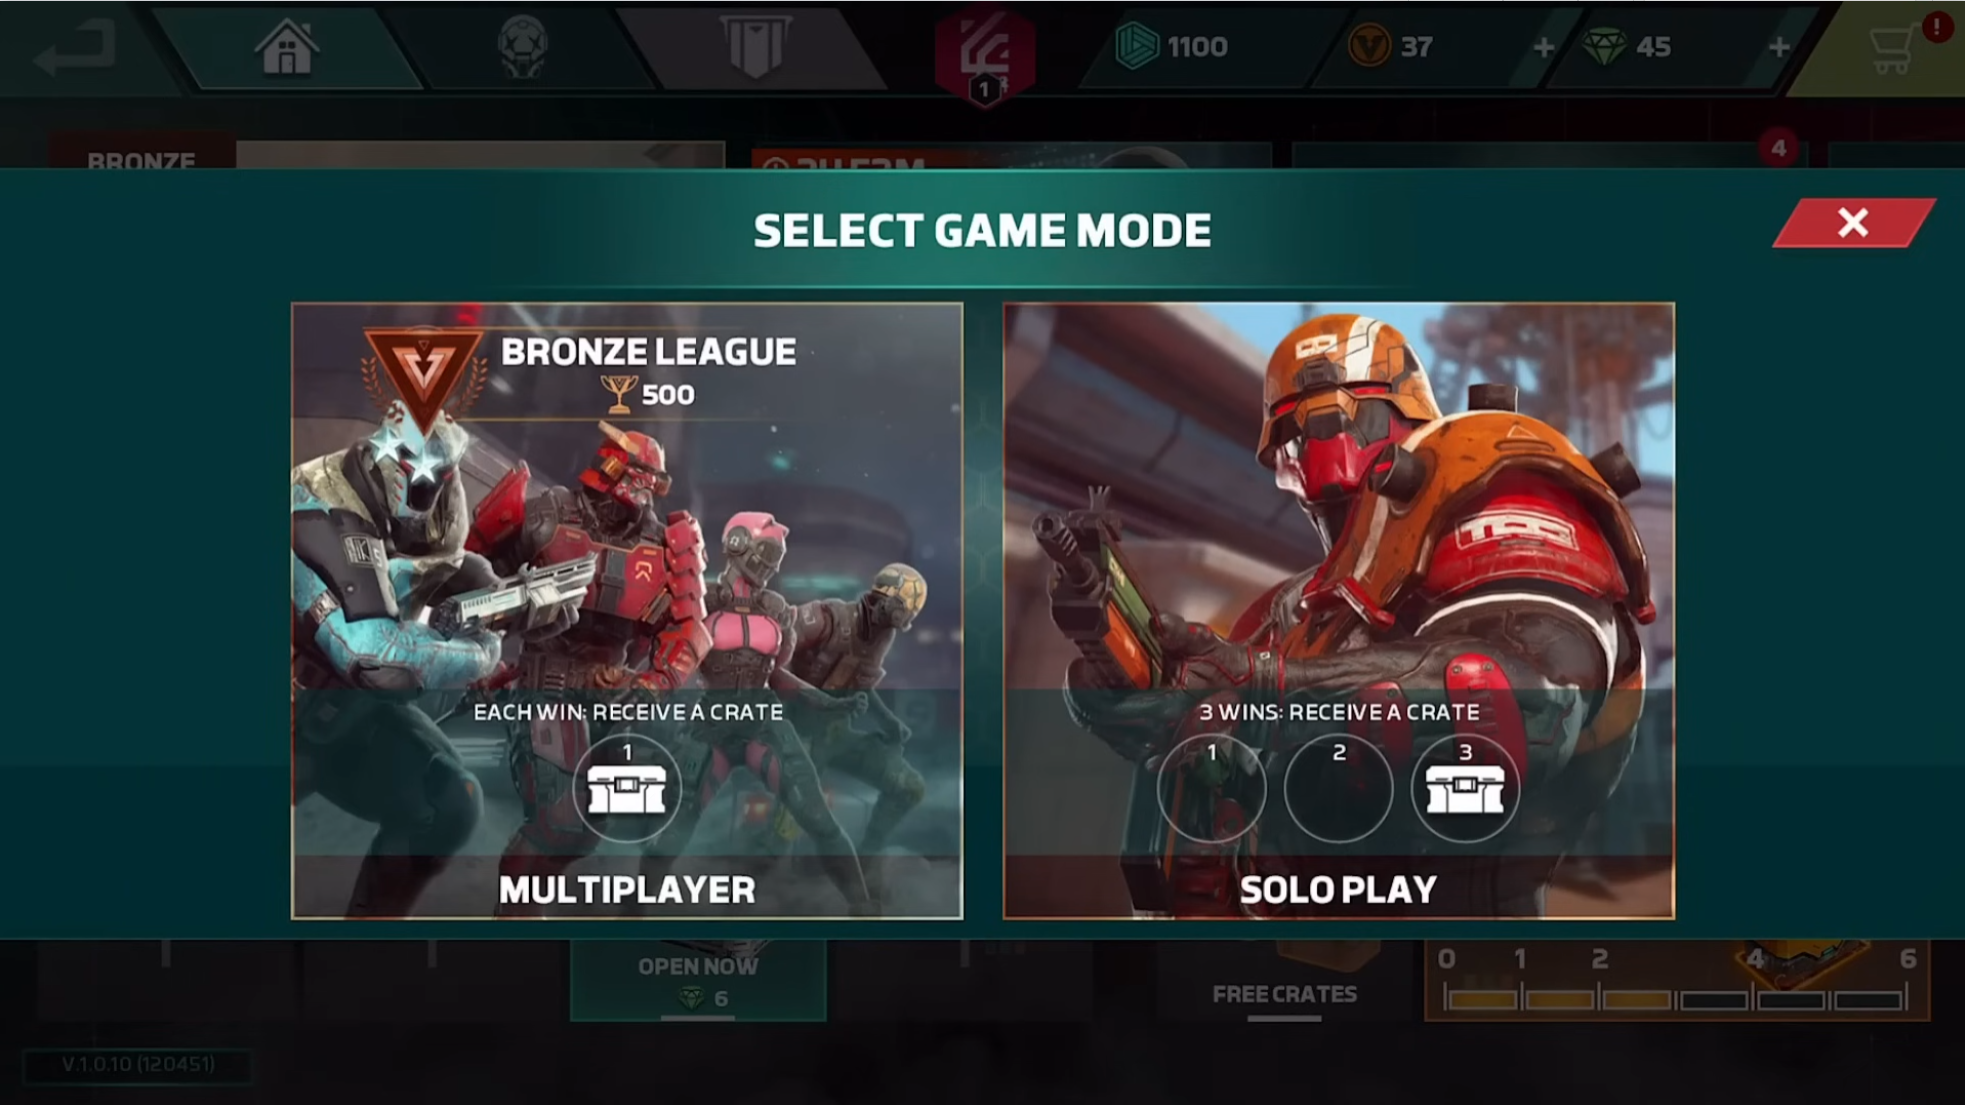 1100
37
45
!
1
BRONZE
4
SELECT GAME MODE
BRONZE LEAGUE
500
EACH WIN: RECEIVE A CRATE
1
MULTIPLAYER
TCG
3 WINS: RECEIVE A CRATE
1 2 3
SOLO PLAY
OPEN NOW
6
FREE CRATES
0 1 2 4 6
V.1.0.10 (120451)